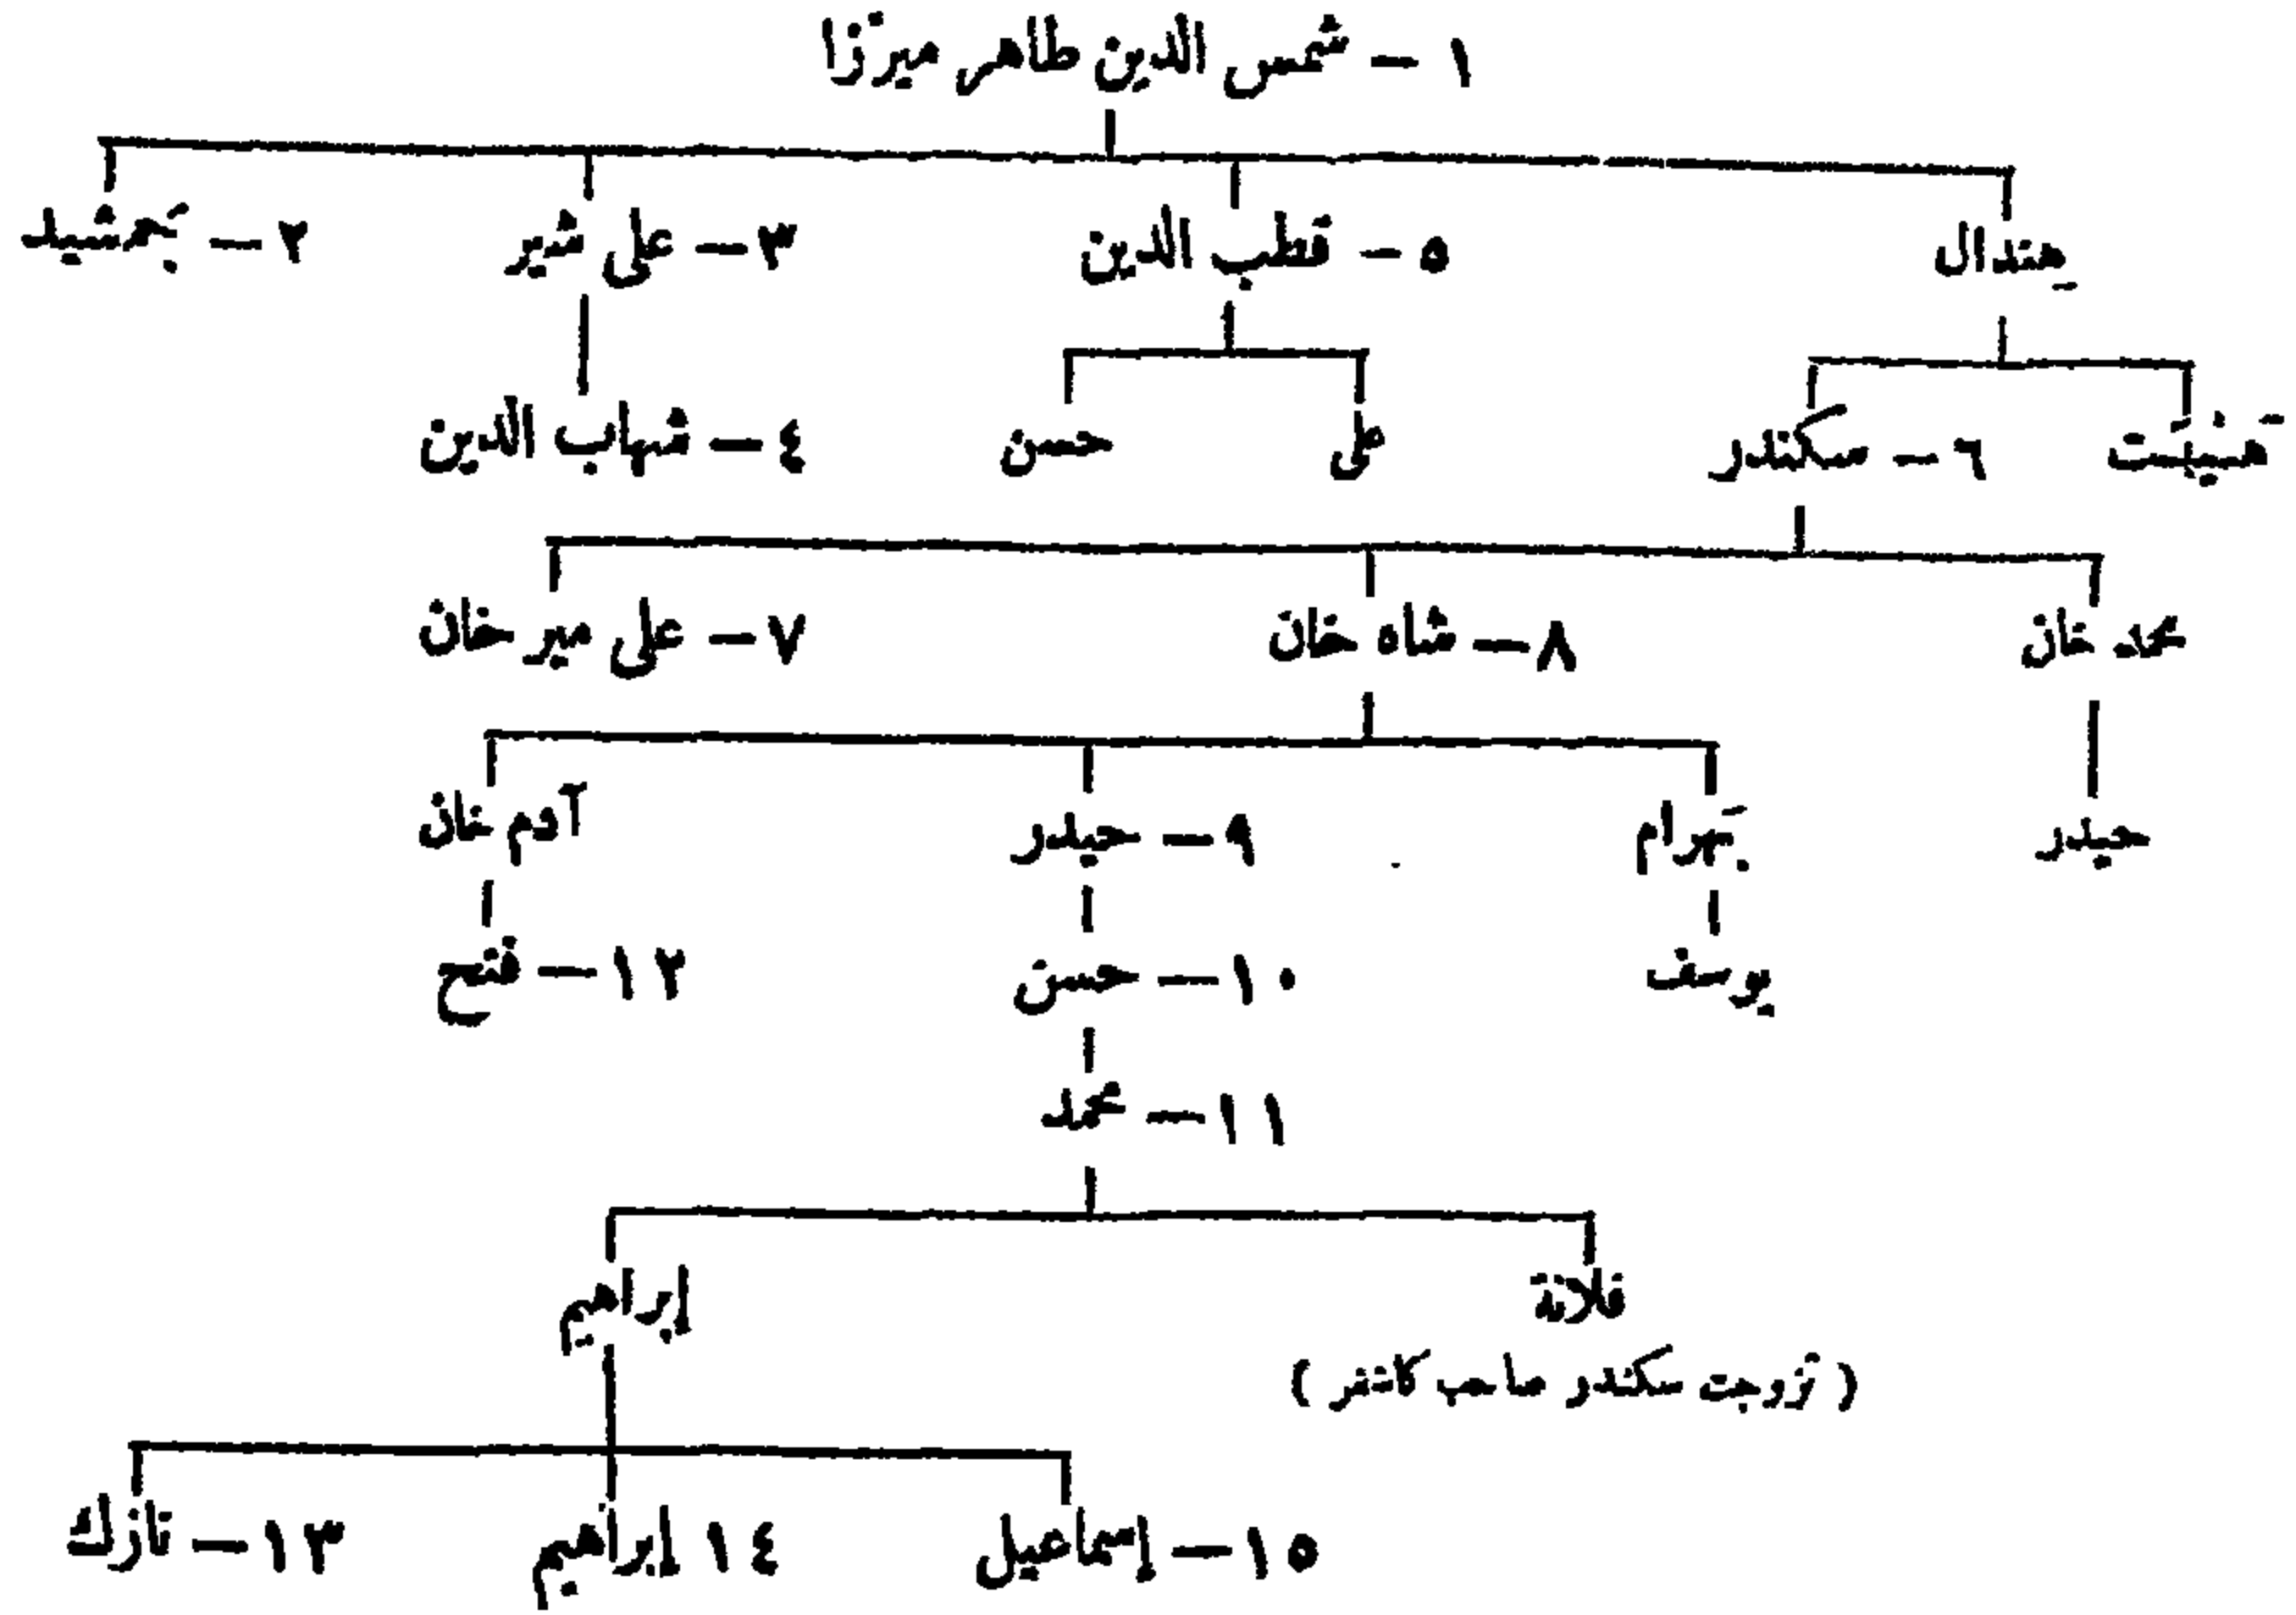 ١ – شمس الدين طاهر ميرزا
هندال
٥ – قطب الدين
٣ – على شير
٢ – جمشيد
٦ – سكندر
على
حسن
٤ – شهاب الدين
محمد خان
٨ – شاه خان
٧ – على مير خان
حيدر
بهرام
٩ – حيدر
آدم خان
يوسف
١٠ – حسن
١٢ – فتح
١١ – محمد
فلانة
إبراهيم
( تزوجت سكندر صاحب كاشغر )
١٥ – إسماعيل
١٤ إبراهيم
١٣ – نازك